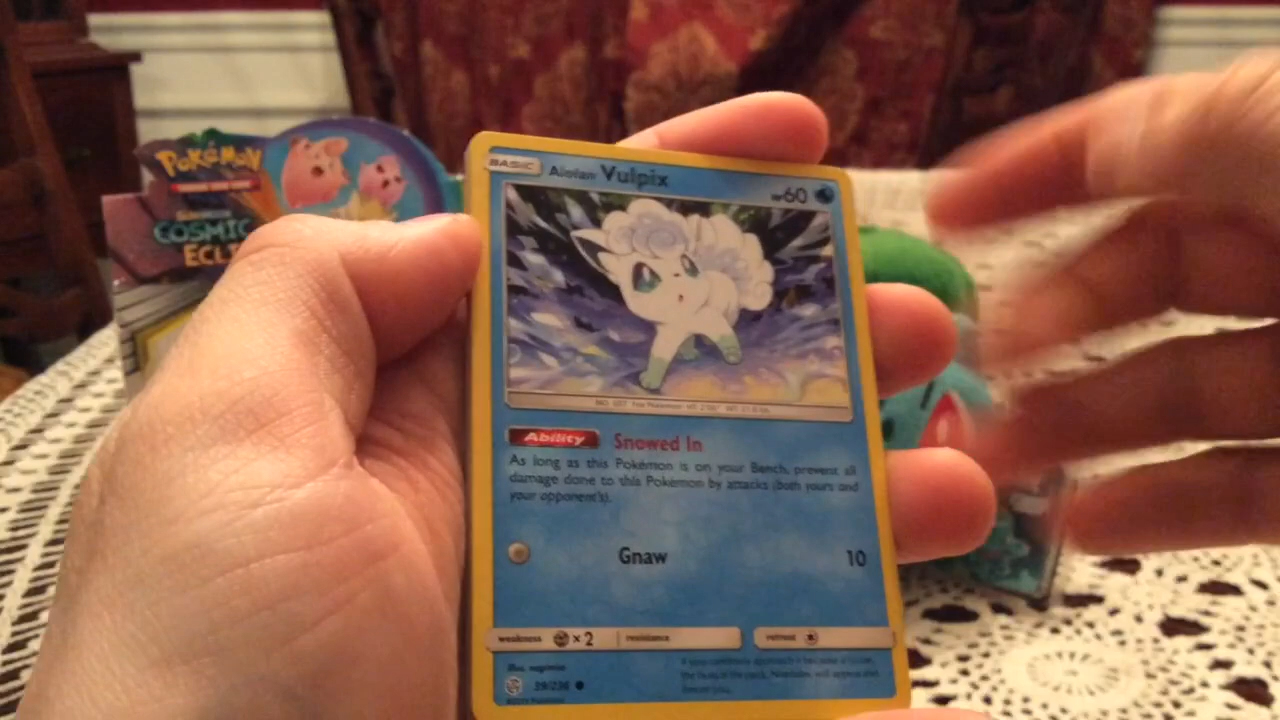 POKéMON
COSMIC
ECLI
BASIC Alolan Vulpix HP60
Ability Snowed In
As long as this Pokémon is on your Bench, prevent all
damage done to this Pokémon by attacks (both yours and
your opponent's).
Gnaw 10
weakness ×2 resistance retreat
Illus.
39/236